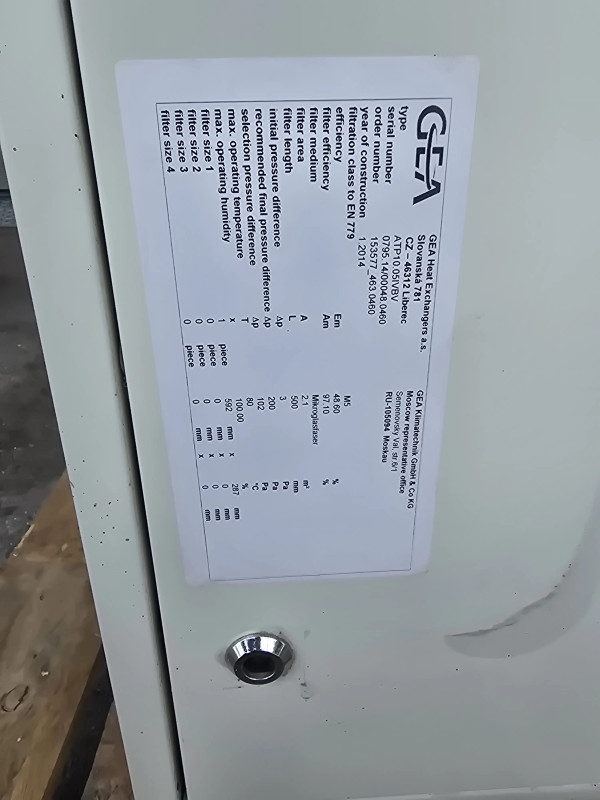 GEA
GEA Heat Exchangers a.s.
Slovanská 781
CZ – 46312 Liberec
GEA Klimatechnik GmbH & Co KG
Moscow representative office
Semenovsky Val, str.6/1
RU-105094 Moskau
type ATP10.05IVBV
serial number 0795.14/00048.0460
order number 153577_463.0460
year of construction 1.2014
filtration class to EN 779 M5
efficiency Em 48.60 %
filter efficiency Am 97.10 %
filter medium Mikroglasfaser
filter area A 2.1 m²
filter length L 500 mm
initial pressure difference Δp 3 Pa
recommended final pressure difference Δp 200 Pa
selection pressure difference Δp 102 Pa
max. operating temperature T 80 °C
max. operating humidity x 100.00 %
filter size 1 1 piece 592 mm x 287 mm
filter size 2 0 piece 0 mm x 0 mm
filter size 3 0 piece 0 mm x 0 mm
filter size 4 0 piece 0 mm x 0 mm